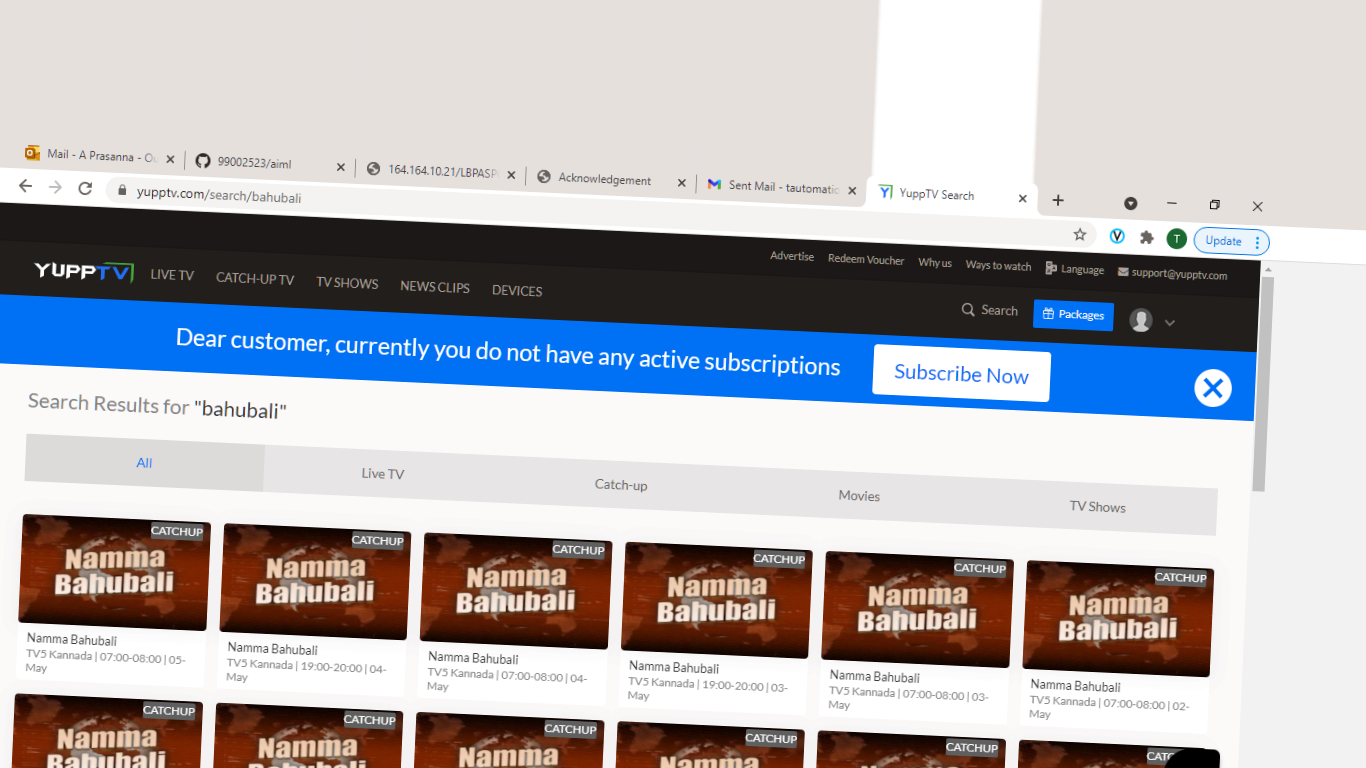 Mail - A Prasanna - Ou
99002523/aiml
164.164.10.21/LBPASP
Acknowledgement
Sent Mail - tautomatic
YuppTV Search
yupptv.com/search/bahubali
T
Update
Advertise
Redeem Voucher
Why us
Ways to watch
Language
support@yupptv.com
YUPPTV
LIVE TV
CATCH-UP TV
TV SHOWS
NEWS CLIPS
DEVICES
Search
Packages
Dear customer, currently you do not have any active subscriptions
Subscribe Now
Search Results for "bahubali"
All
Live TV
Catch-up
Movies
TV Shows
CATCHUP
Namma
Bahubali
Namma Bahubali
TV5 Kannada | 07:00-08:00 | 05-
May
CATCHUP
Namma
Bahubali
Namma Bahubali
TV5 Kannada | 19:00-20:00 | 04-
May
CATCHUP
Namma
Bahubali
Namma Bahubali
TV5 Kannada | 07:00-08:00 | 04-
May
CATCHUP
Namma
Bahubali
Namma Bahubali
TV5 Kannada | 19:00-20:00 | 03-
May
CATCHUP
Namma
Bahubali
Namma Bahubali
TV5 Kannada | 07:00-08:00 | 03-
May
CATCHUP
Namma
Bahubali
Namma Bahubali
TV5 Kannada | 07:00-08:00 | 02-
May
CATCHUP
Namma
Bahubali
CATCHUP
Namma
Bahubali
CATCHUP
Namma
CATCHUP
Namma
CATCHUP
Namma
Namma